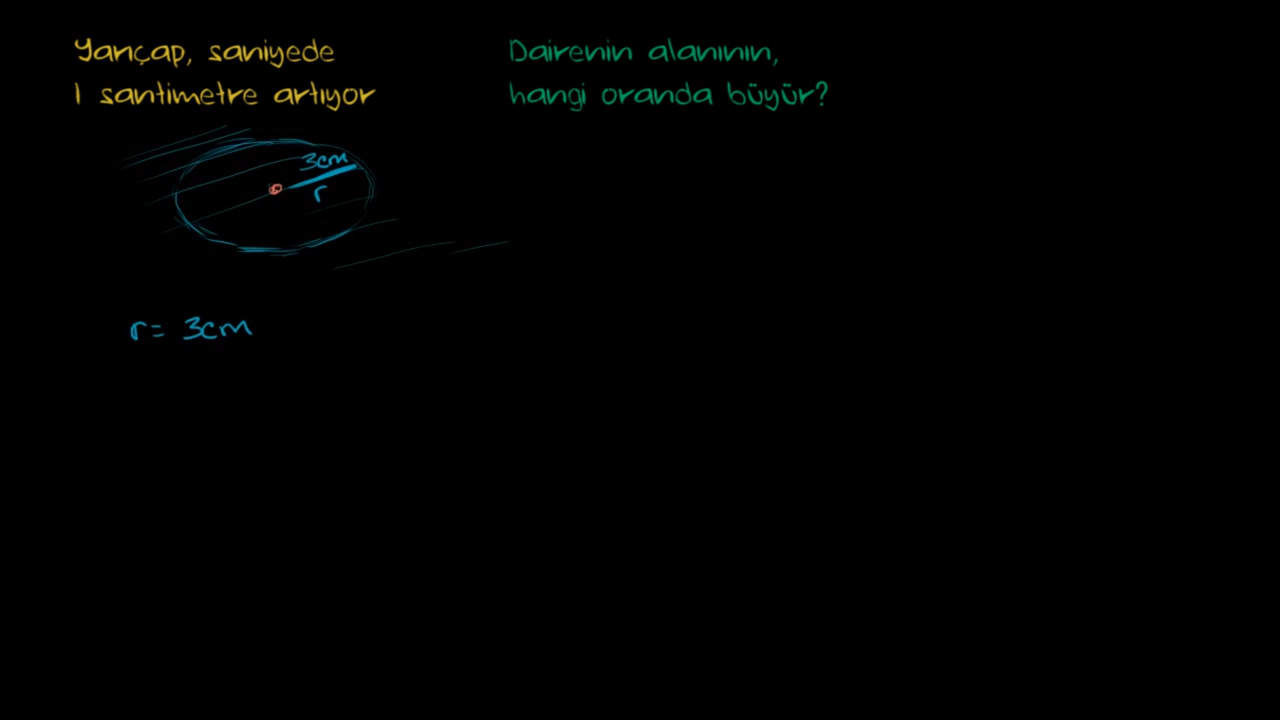 Yarıçap, saniyede
1 santimetre artıyor
Dairenin alanının,
hangi oranda büyür?
3cm
r
r= 3cm